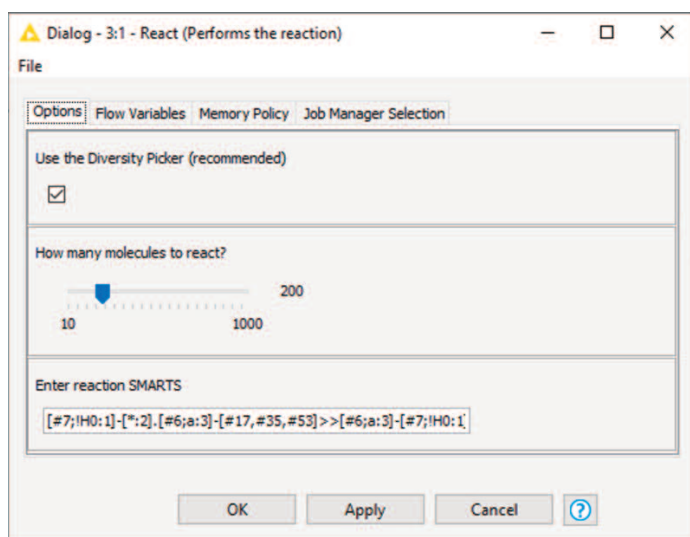 Dialog - 3:1 - React (Performs the reaction)
File
Options Flow Variables Memory Policy Job Manager Selection
Use the Diversity Picker (recommended)
How many molecules to react?
200
10 1000
Enter reaction SMARTS
[#7;!H0:1]-[*:2].[#6;a:3]-[#17,#35,#53]>>[#6;a:3]-[#7;!H0:1]
OK Apply Cancel ?